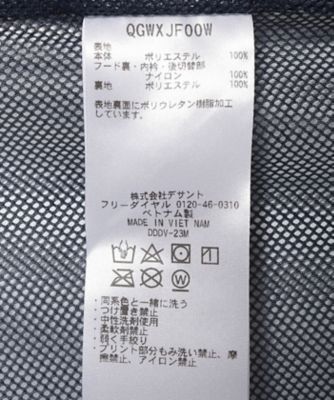 QGWXJF00W
表地
本体 ポリエステル 100%
フード裏・内衿・後切替部
ナイロン 100%
裏地 ポリエステル 100%
表地裏面にポリウレタン樹脂加工
しています。
株式会社デサント
フリーダイヤル 0120-46-0310
ベトナム製
MADE IN VIET NAM
DDDV-23M
W
・同系色と一緒に洗う
・つけ置き禁止
・中性洗剤使用
・柔軟剤禁止
・弱く手絞り
・プリント部分もみ洗い禁止、摩
擦禁止、アイロン禁止